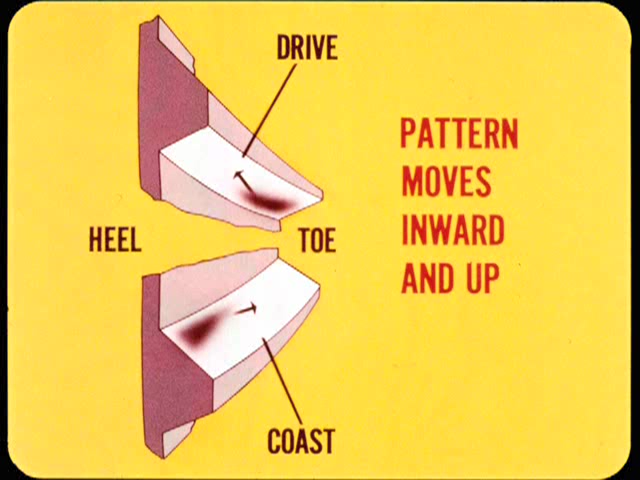 DRIVE
PATTERN
MOVES
INWARD
AND UP
HEEL
TOE
COAST